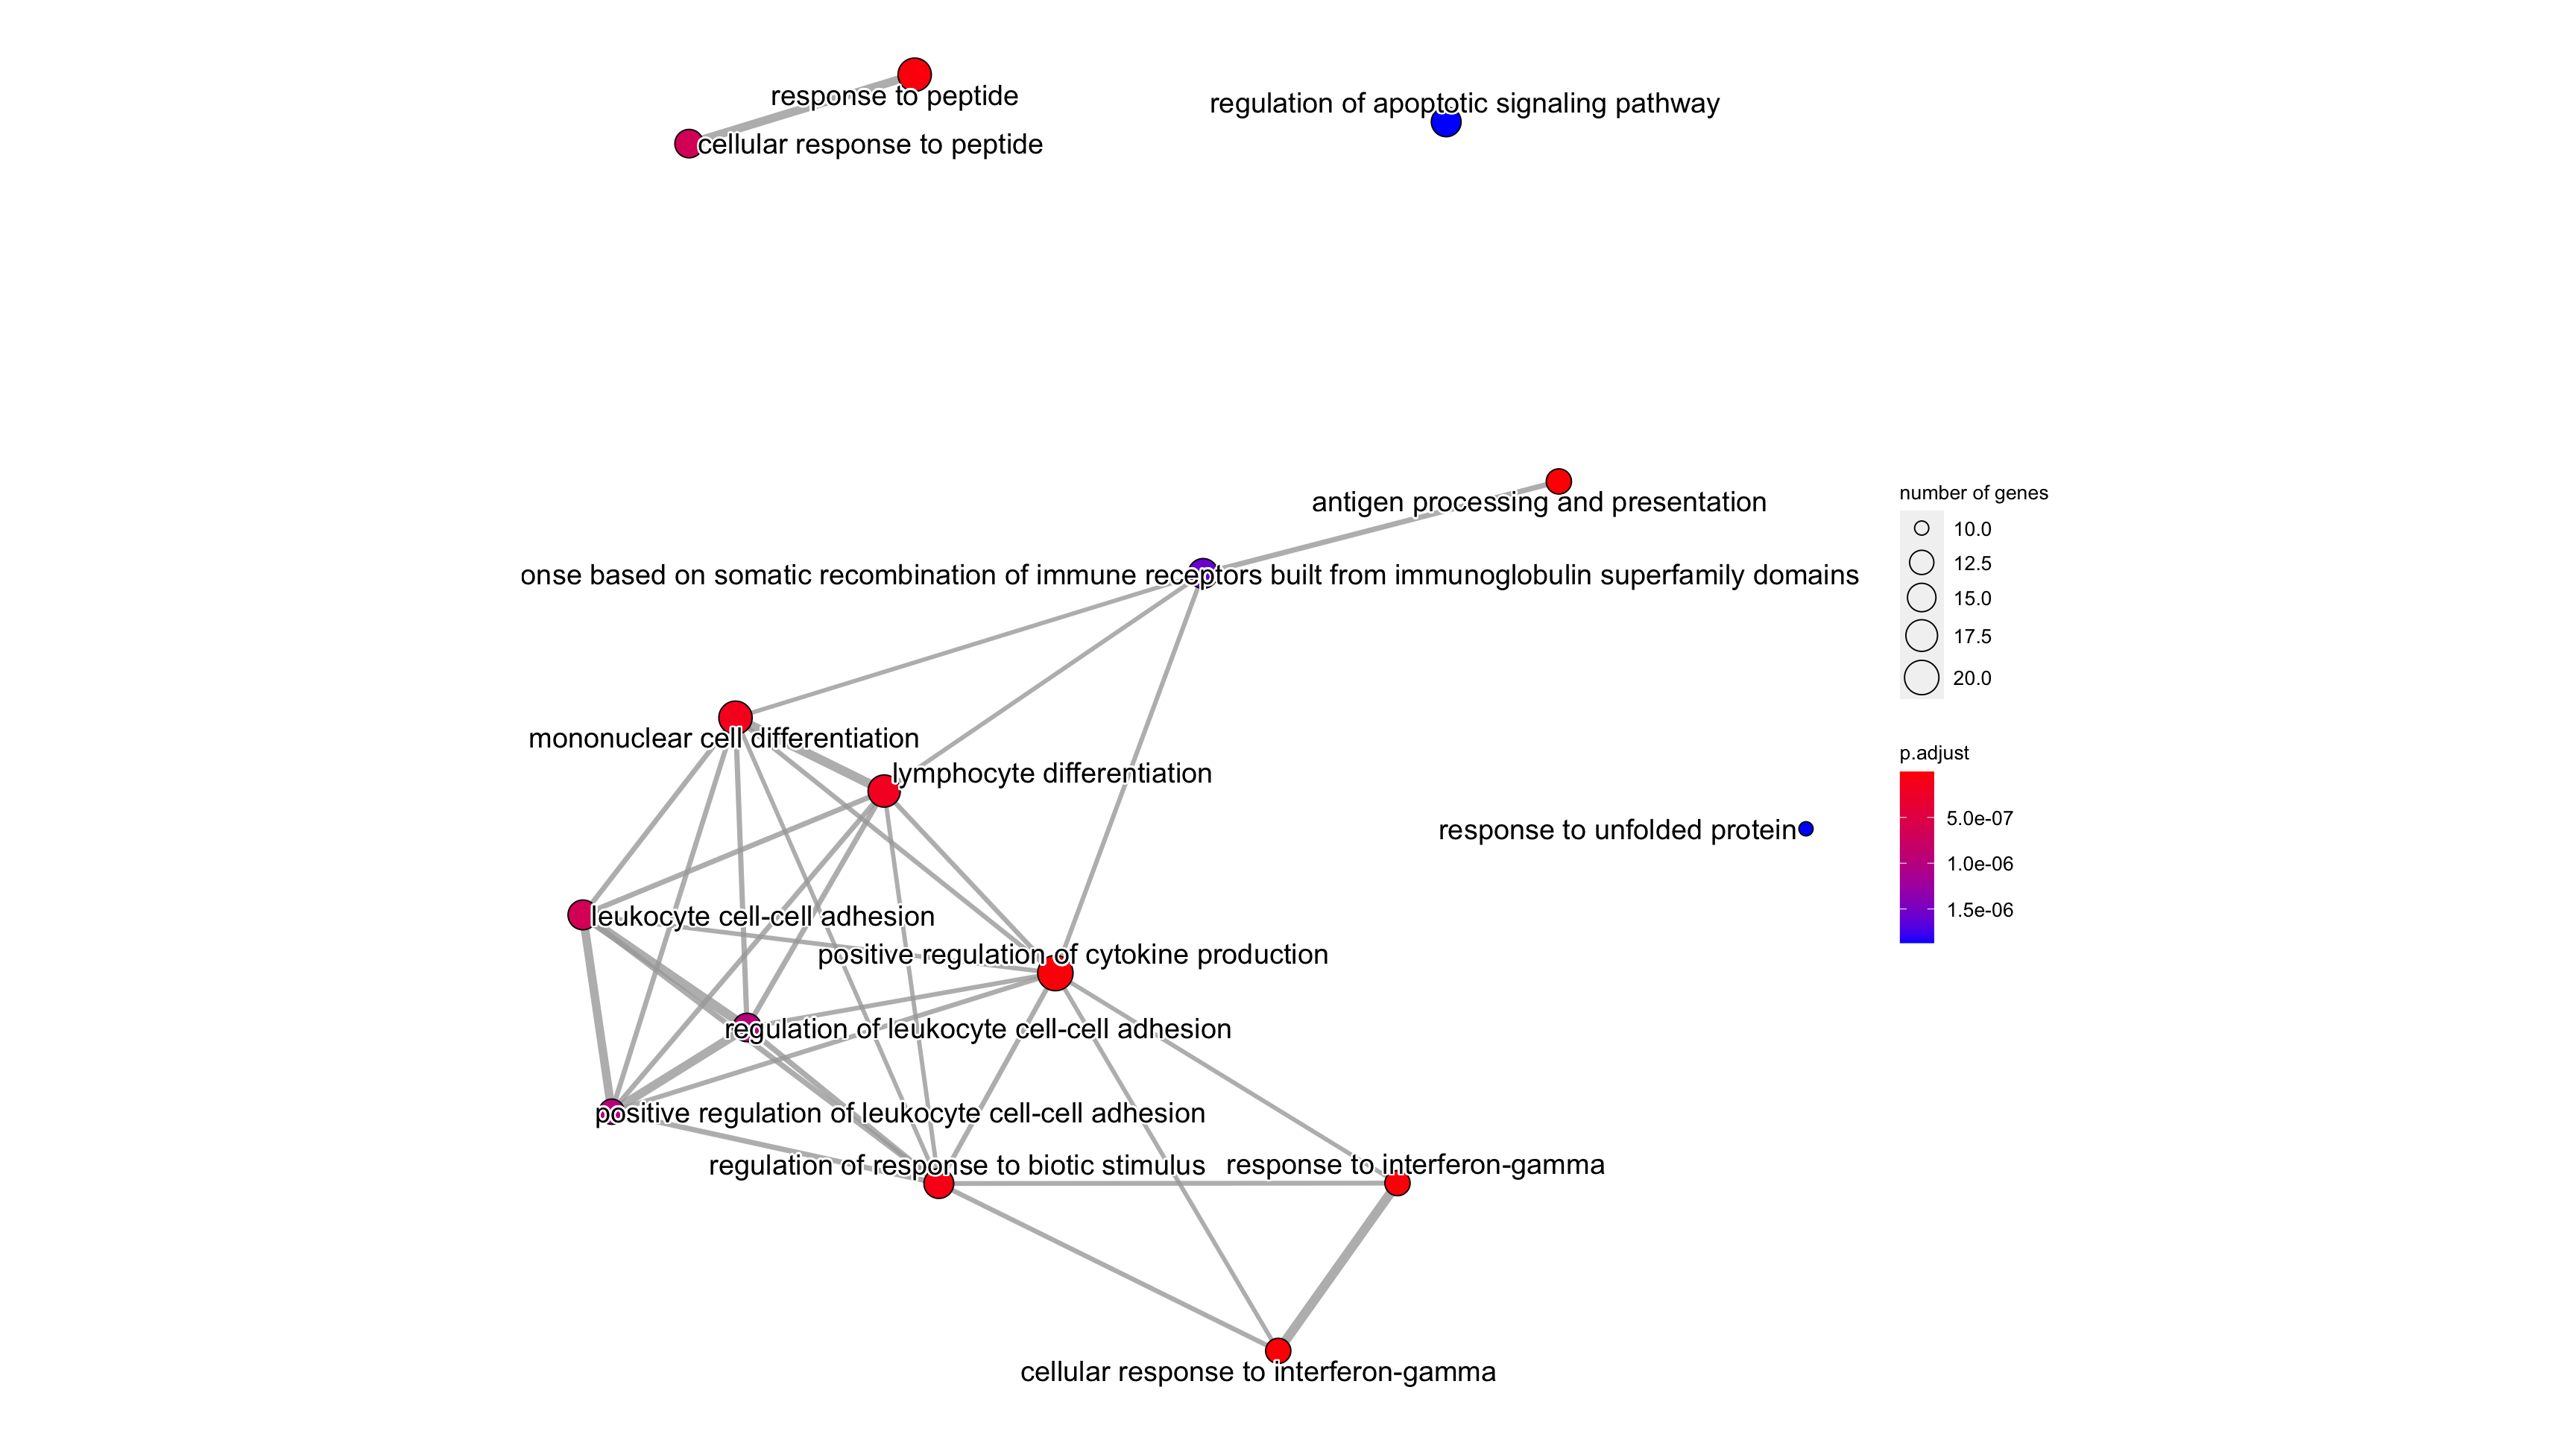 response to peptide
regulation of apoptotic signaling pathway
cellular response to peptide
antigen processing and presentation
onse based on somatic recombination of immune receptors built from immunoglobulin superfamily domains
mononuclear cell differentiation
lymphocyte differentiation
response to unfolded protein
leukocyte cell-cell adhesion
positive regulation of cytokine production
regulation of leukocyte cell-cell adhesion
positive regulation of leukocyte cell-cell adhesion
regulation of response to biotic stimulus
response to interferon-gamma
cellular response to interferon-gamma
number of genes
10.0
12.5
15.0
17.5
20.0
p.adjust
5.0e-07
1.0e-06
1.5e-06